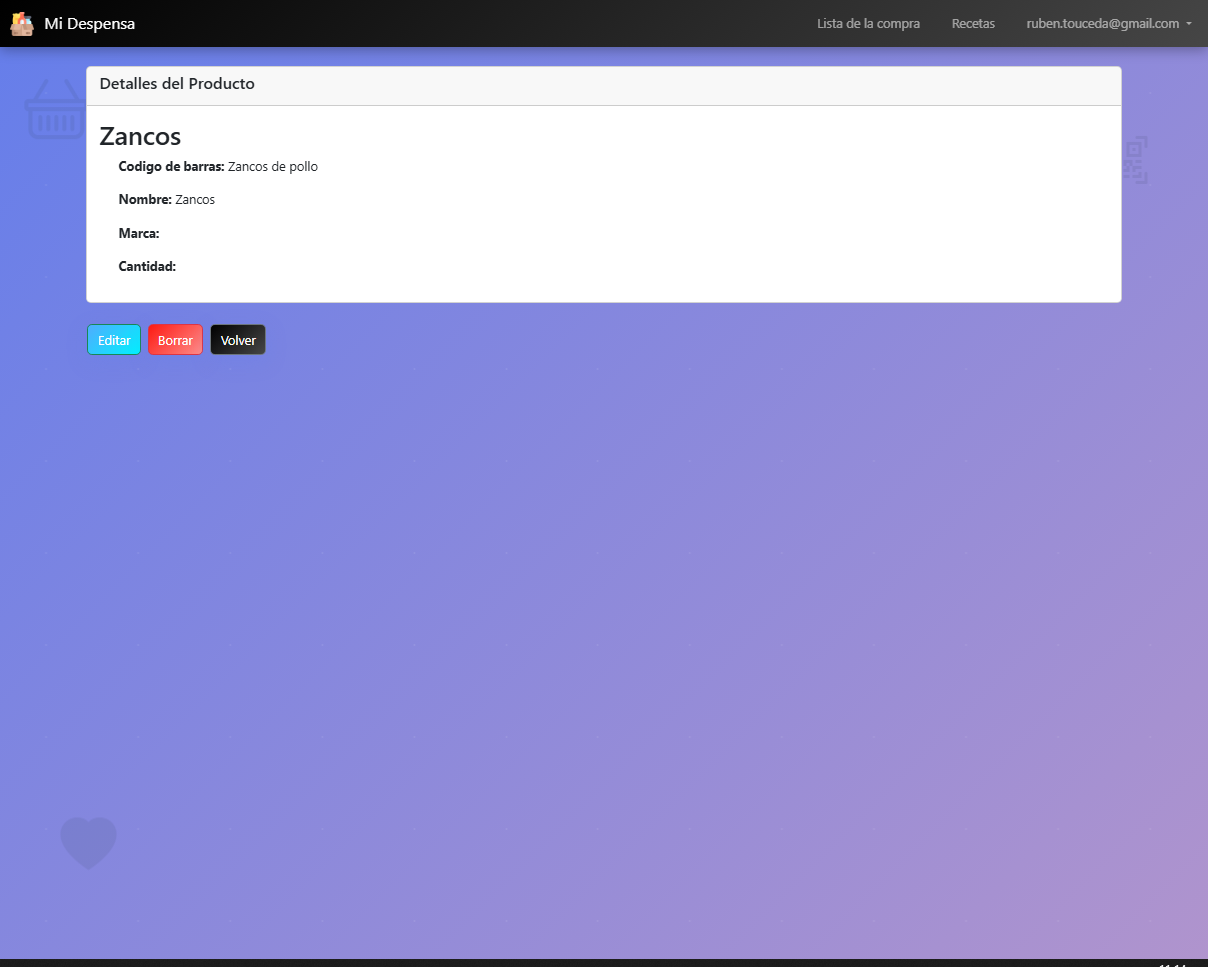 Mi Despensa
Lista de la compra
Recetas
ruben.touceda@gmail.com
Detalles del Producto
Zancos
Codigo de barras: Zancos de pollo
Nombre: Zancos
Marca:
Cantidad:
Editar
Borrar
Volver